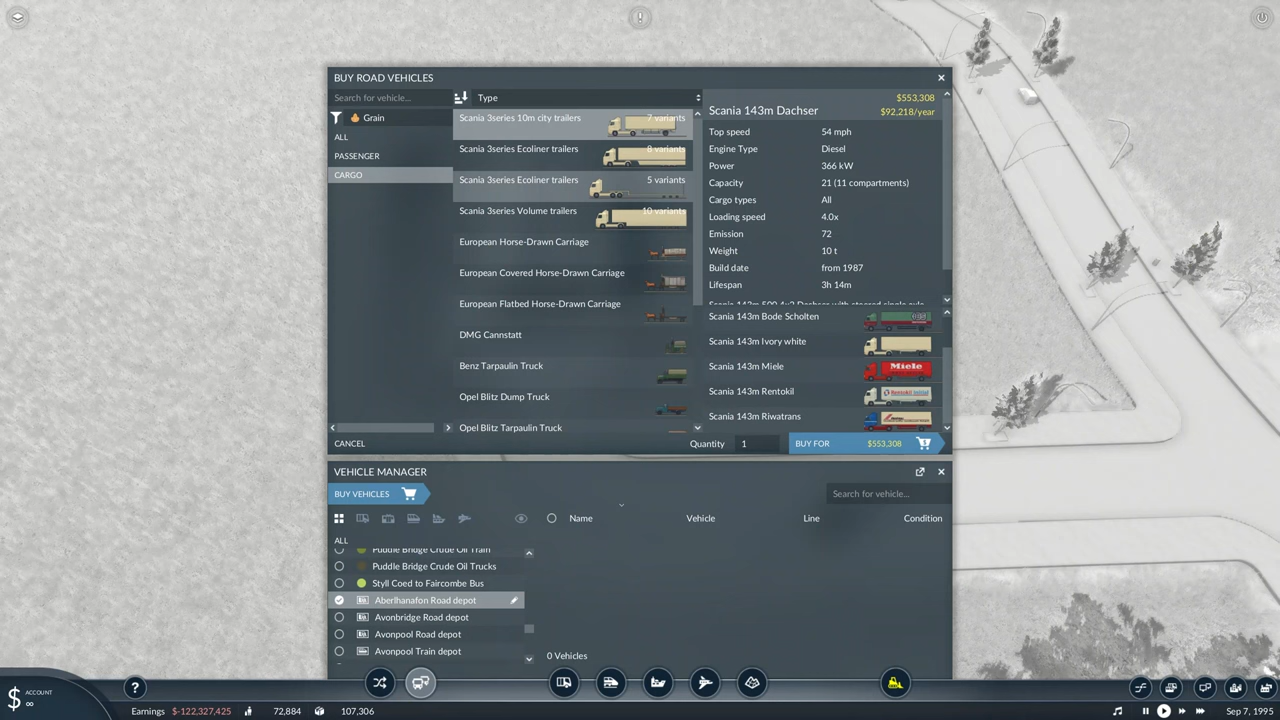 BUY ROAD VEHICLES
Search for vehicle...
Type
Grain
ALL
PASSENGER
CARGO
Scania 3series 10m city trailers 7 variants
Scania 3series Ecoliner trailers 8 variants
Scania 3series Ecoliner trailers 5 variants
Scania 3series Volume trailers 10 variants
European Horse-Drawn Carriage
European Covered Horse-Drawn Carriage
European Flatbed Horse-Drawn Carriage
DMG Cannstatt
Benz Tarpaulin Truck
Opel Blitz Dump Truck
Opel Blitz Tarpaulin Truck
$553,308
Scania 143m Dachser
$92,218/year
Top speed 54 mph
Engine Type Diesel
Power 366 kW
Capacity 21 (11 compartments)
Cargo types All
Loading speed 4.0x
Emission 72
Weight 10 t
Build date from 1987
Lifespan 3h 14m
Scania 143m 500 4x2 Dachser with steered single axle
Scania 143m Bode Scholten
Scania 143m Ivory white
Scania 143m Miele
Miele
Scania 143m Rentokil
Scania 143m Riwatrans
CANCEL
Quantity 1
BUY FOR $553,308
VEHICLE MANAGER
BUY VEHICLES
Search for vehicle...
Name Vehicle Line Condition
ALL
Puddle Bridge Crude Oil Train
Puddle Bridge Crude Oil Trucks
Styll Coed to Faircombe Bus
Aberlhanafon Road depot
Avonbridge Road depot
Avonpool Road depot
Avonpool Train depot
0 Vehicles
$ ACCOUNT
∞
?
Earnings $-122,327,425 72,884 107,306
Sep 7, 1995